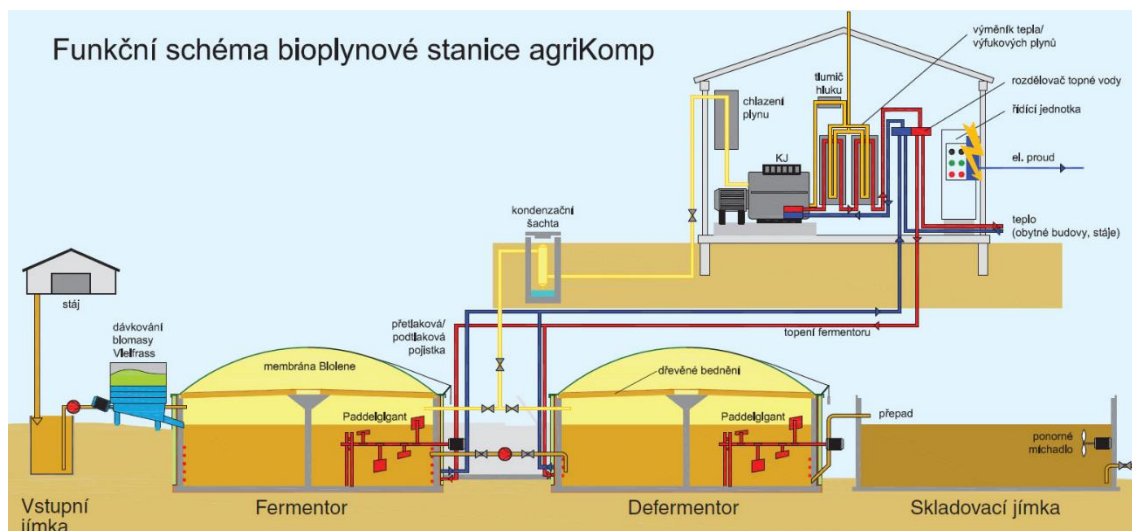 Funkční schéma bioplynové stanice agriKomp
výměník tepla/
výfukových plynů
tlumič
hluku
rozdělovač topné vody
chlazení
plynu
řídící jednotka
KJ
el. proud
kondenzační
šachta
teplo
(obytné budovy, stáje)
stáj
dávkování
biomasy
Vielfrass
přetlaková/
podtlaková
pojistka
topení fermentoru
membrána Biolene
dřevěné bednění
Paddelgigant
Paddelgigant
přepad
ponorné
míchadlo
Vstupní
jímka
Fermentor
Defermentor
Skladovací jímka